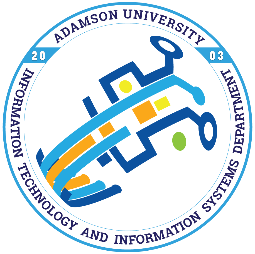 ADAMSON UNIVERSITY
20 03
INFORMATION TECHNOLOGY AND INFORMATION SYSTEMS DEPARTMENT